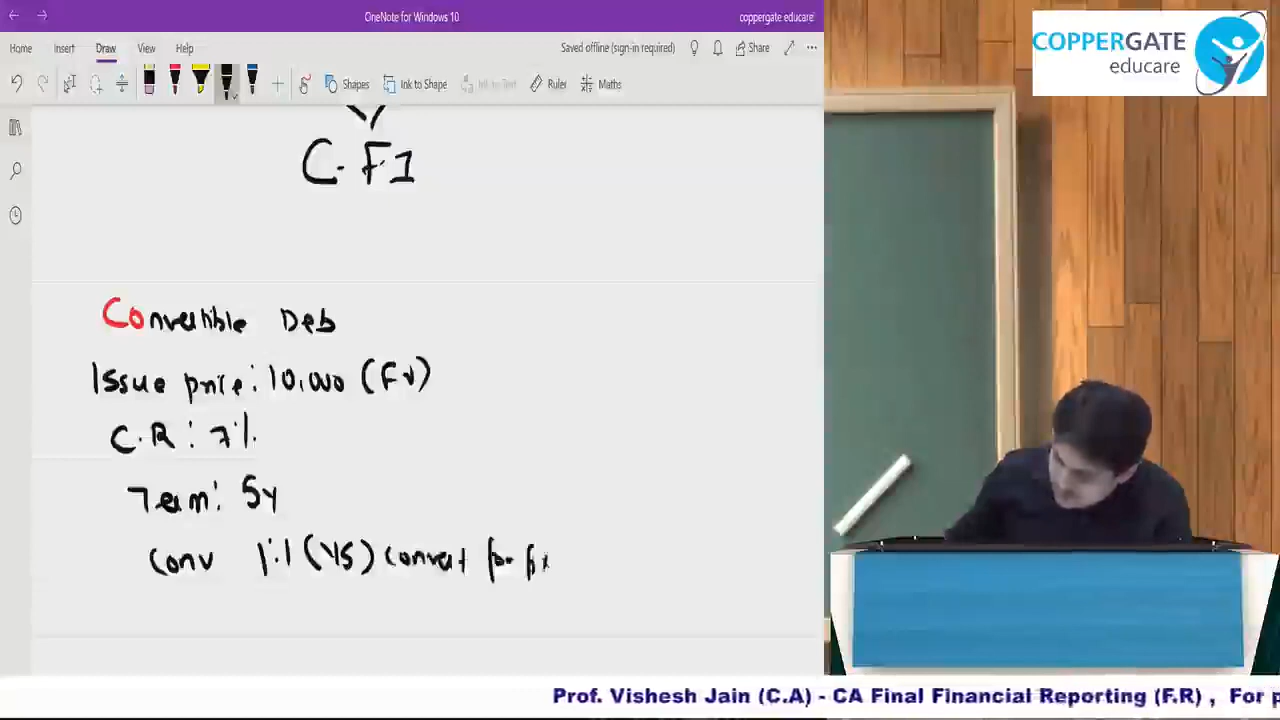 OneNote for Windows 10
coppergate educare
Home Insert Draw View Help
Saved offline (sign-in required) Share
Shapes Ink to Shape Ink to Text Ruler Maths
COPPERGATE
educare
C.F1
Convertible Deb
Issue price: 10,000 (FV)
C.R: 7%
Term: 5Y
Conv 1:1 (Y5) convert for fx
Prof. Vishesh Jain (C.A) - CA Final Financial Reporting (F.R) , For p